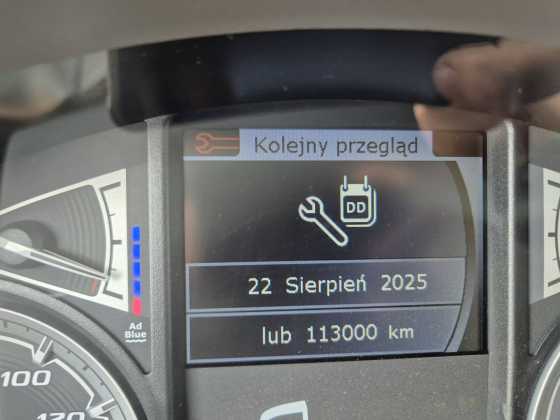 Kolejny przegląd
DD
22 Sierpień 2025
lub 113000 km
Ad
Blue
100
120